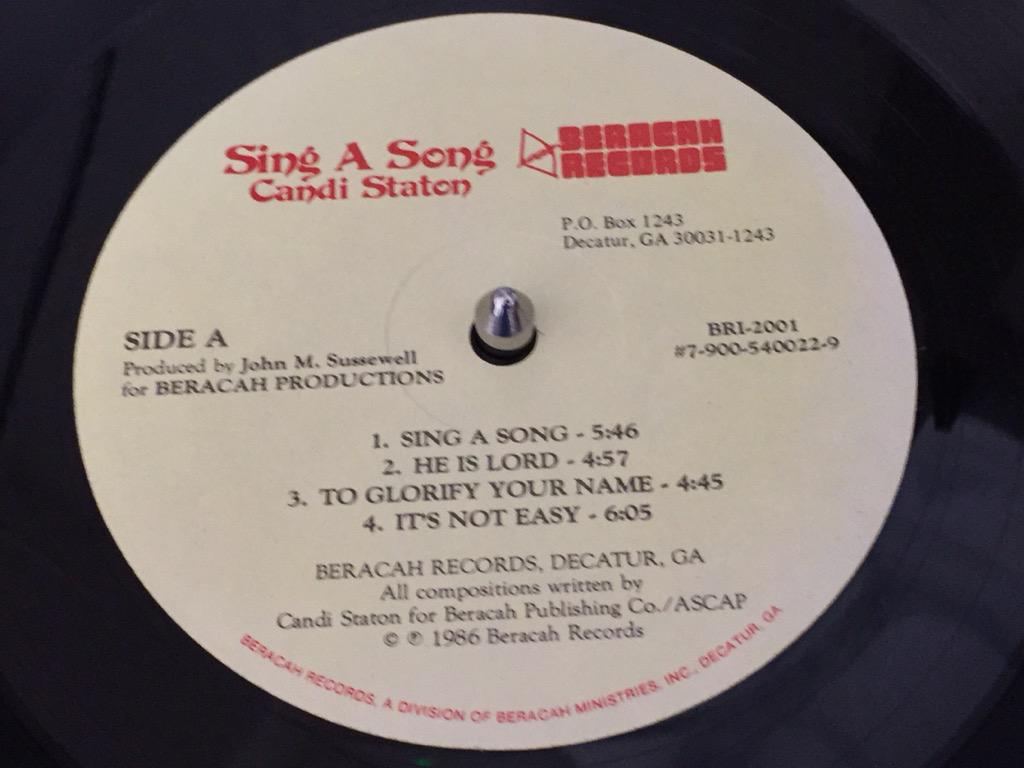 Sing A Song
Candi Staton
BERACAH
RECORDS
P.O. Box 1243
Decatur, GA 30031-1243
SIDE A
Produced by John M. Sussewell
for BERACAH PRODUCTIONS
BRI-2001
#7-900-540022-9
1. SING A SONG - 5:46
2. HE IS LORD - 4:57
3. TO GLORIFY YOUR NAME - 4:45
4. IT'S NOT EASY - 6:05
BERACAH RECORDS, DECATUR, GA
All compositions written by
Candi Staton for Beracah Publishing Co./ASCAP
© ℗ 1986 Beracah Records
BERACAH RECORDS, A DIVISION OF BERACAH MINISTRIES, INC., DECATUR, GA